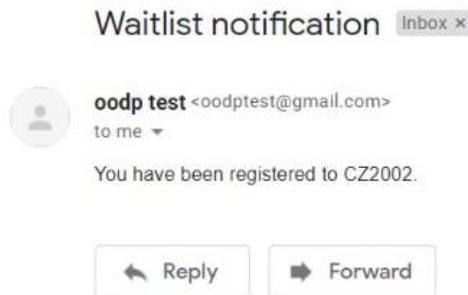 Waitlist notification Inbox ×
oodp test <oodptest@gmail.com>
to me
You have been registered to CZ2002.
Reply Forward